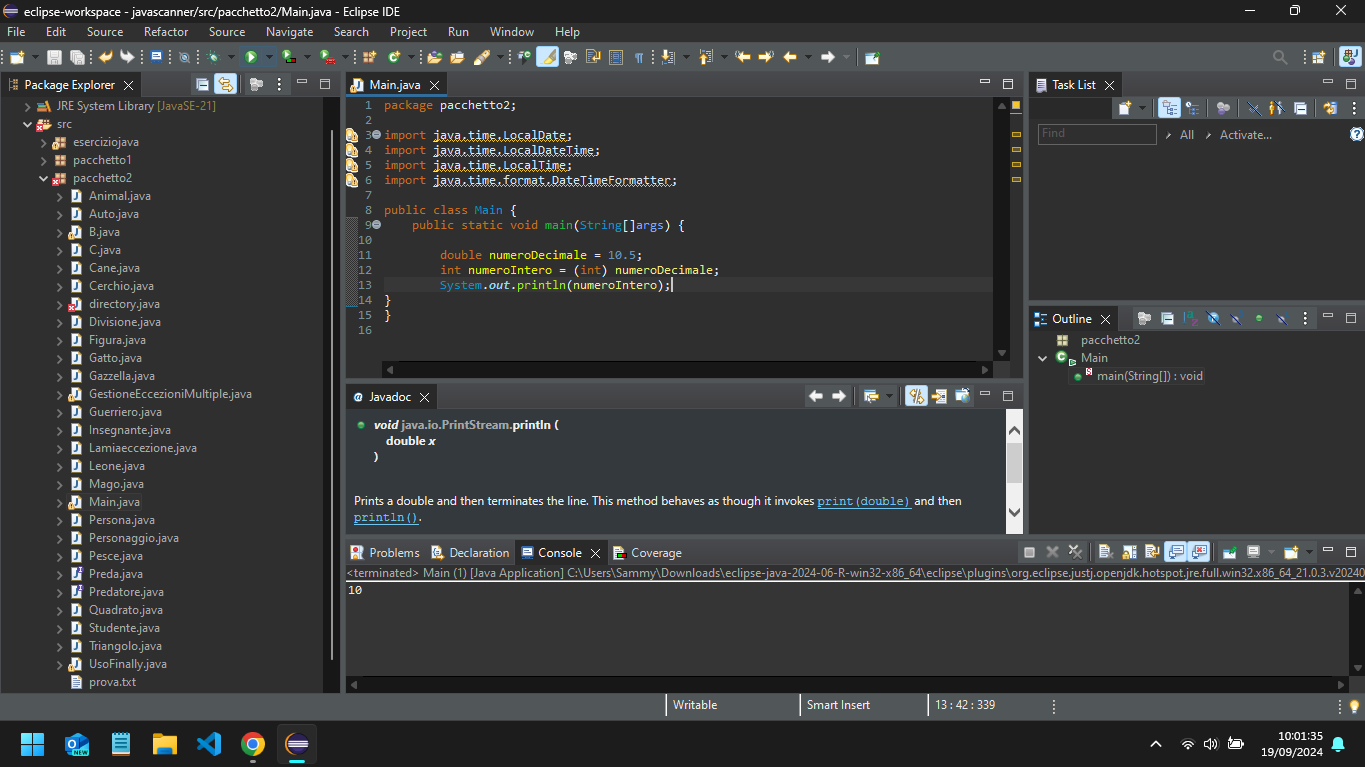 eclipse-workspace - javascanner/src/pacchetto2/Main.java - Eclipse IDE
File Edit Source Refactor Source Navigate Search Project Run Window Help
Package Explorer
JRE System Library [JavaSE-21]
src
eserciziojava
pacchetto1
pacchetto2
Animal.java
Auto.java
B.java
C.java
Cane.java
Cerchio.java
directory.java
Divisione.java
Figura.java
Gatto.java
Gazzella.java
GestioneEccezioniMultiple.java
Guerriero.java
Insegnante.java
Lamiaeccezione.java
Leone.java
Mago.java
Main.java
Persona.java
Personaggio.java
Pesce.java
Preda.java
Predatore.java
Quadrato.java
Studente.java
Triangolo.java
UsoFinally.java
prova.txt
Main.java
1 package pacchetto2;
2
3 import java.time.LocalDate;
4 import java.time.LocalDateTime;
5 import java.time.LocalTime;
6 import java.time.format.DateTimeFormatter;
7
8 public class Main {
9 public static void main(String[]args) {
10
11 double numeroDecimale = 10.5;
12 int numeroIntero = (int) numeroDecimale;
13 System.out.println(numeroIntero);
14 }
15 }
16
Javadoc
void java.io.PrintStream.println (
double x
)
Prints a double and then terminates the line. This method behaves as though it invokes print(double) and then
println().
Problems Declaration Console Coverage
<terminated> Main (1) [Java Application] C:\Users\Sammy\Downloads\eclipse-java-2024-06-R-win32-x86_64\eclipse\plugins\org.eclipse.justj.openjdk.hotspot.jre.full.win32.x86_64_21.0.3.v20240
10
Task List
Find All Activate...
Outline
pacchetto2
Main
main(String[]) : void
Writable Smart Insert 13 : 42 : 339
NEW
10:01:35
19/09/2024